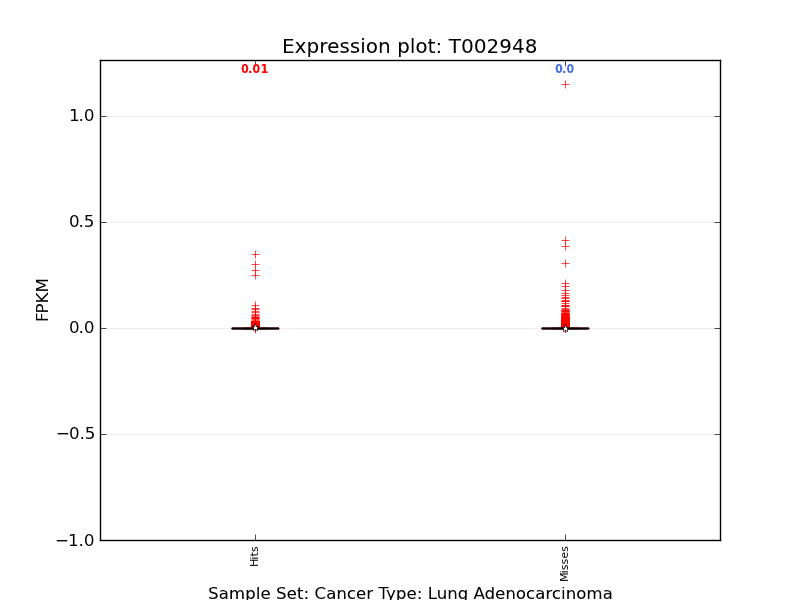 Expression plot: T002948
0.01
0.0
1.0
0.5
0.0
−0.5
−1.0
FPKM
Hits
Misses
Sample Set: Cancer Type: Lung Adenocarcinoma